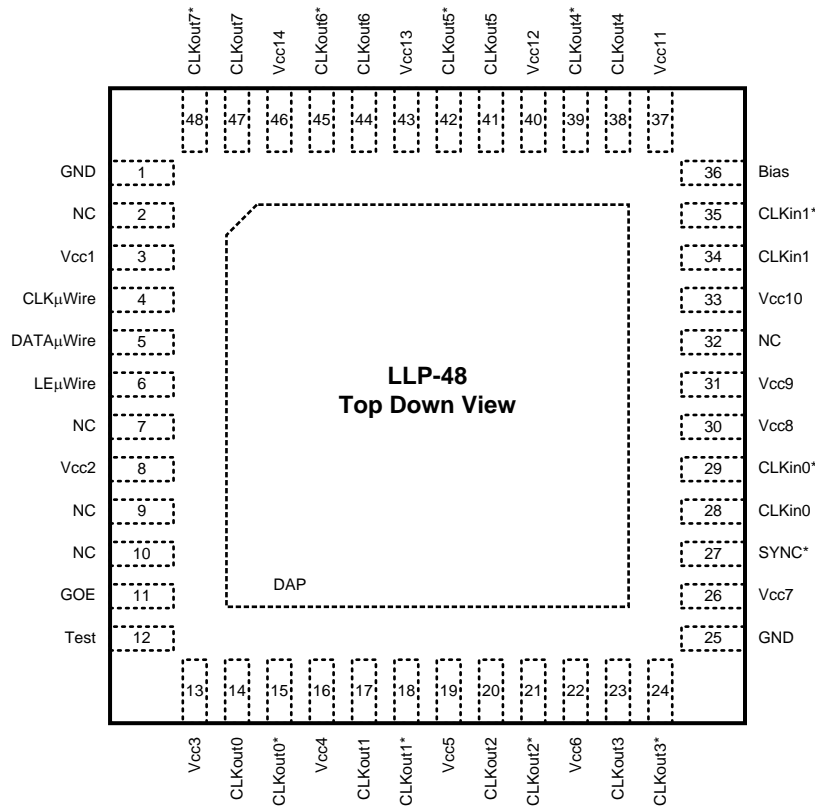 CLKout7*
CLKout7
Vcc14
CLKout6*
CLKout6
Vcc13
CLKout5*
CLKout5
Vcc12
CLKout4*
CLKout4
Vcc11
48 47 46 45 44 43 42 41 40 39 38 37
GND 1
NC 2
Vcc1 3
CLKμWire 4
DATAμWire 5
LEμWire 6
NC 7
Vcc2 8
NC 9
NC 10
GOE 11
Test 12
LLP-48
Top Down View
DAP
36 Bias
35 CLKin1*
34 CLKin1
33 Vcc10
32 NC
31 Vcc9
30 Vcc8
29 CLKin0*
28 CLKin0
27 SYNC*
26 Vcc7
25 GND
13 14 15 16 17 18 19 20 21 22 23 24
Vcc3
CLKout0
CLKout0*
Vcc4
CLKout1
CLKout1*
Vcc5
CLKout2
CLKout2*
Vcc6
CLKout3
CLKout3*